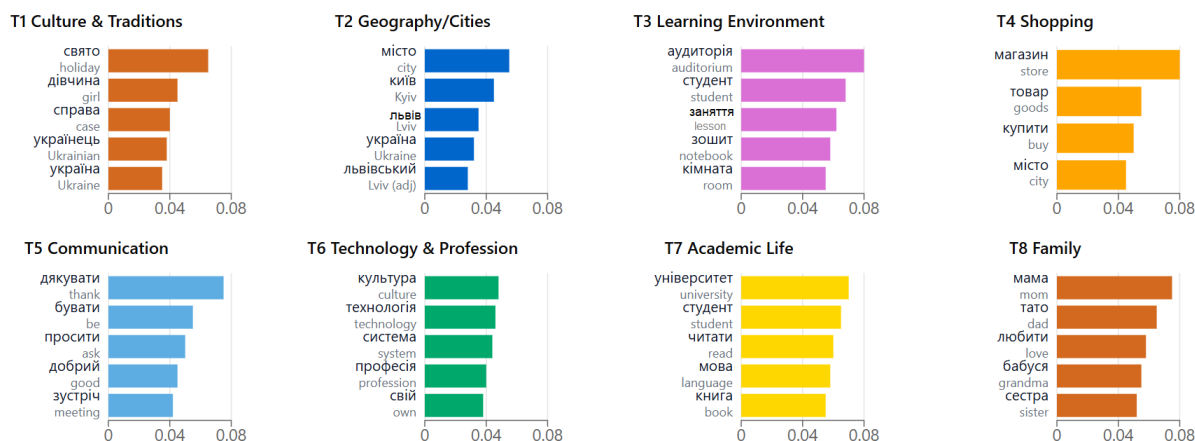 T1 Culture & Traditions
свято
holiday
дівчина
girl
справа
case
українець
Ukrainian
україна
Ukraine
0 0.04 0.08
T2 Geography/Cities
місто
city
київ
Kyiv
львів
Lviv
україна
Ukraine
львівський
Lviv (adj)
0 0.04 0.08
T3 Learning Environment
аудиторія
auditorium
студент
student
заняття
lesson
зошит
notebook
кімната
room
0 0.04 0.08
T4 Shopping
магазин
store
товар
goods
купити
buy
місто
city
0 0.04 0.08
T5 Communication
дякувати
thank
бувати
be
просити
ask
добрий
good
зустріч
meeting
0 0.04 0.08
T6 Technology & Profession
культура
culture
технологія
technology
система
system
професія
profession
свій
own
0 0.04 0.08
T7 Academic Life
університет
university
студент
student
читати
read
мова
language
книга
book
0 0.04 0.08
T8 Family
мама
mom
тато
dad
любити
love
бабуся
grandma
сестра
sister
0 0.04 0.08